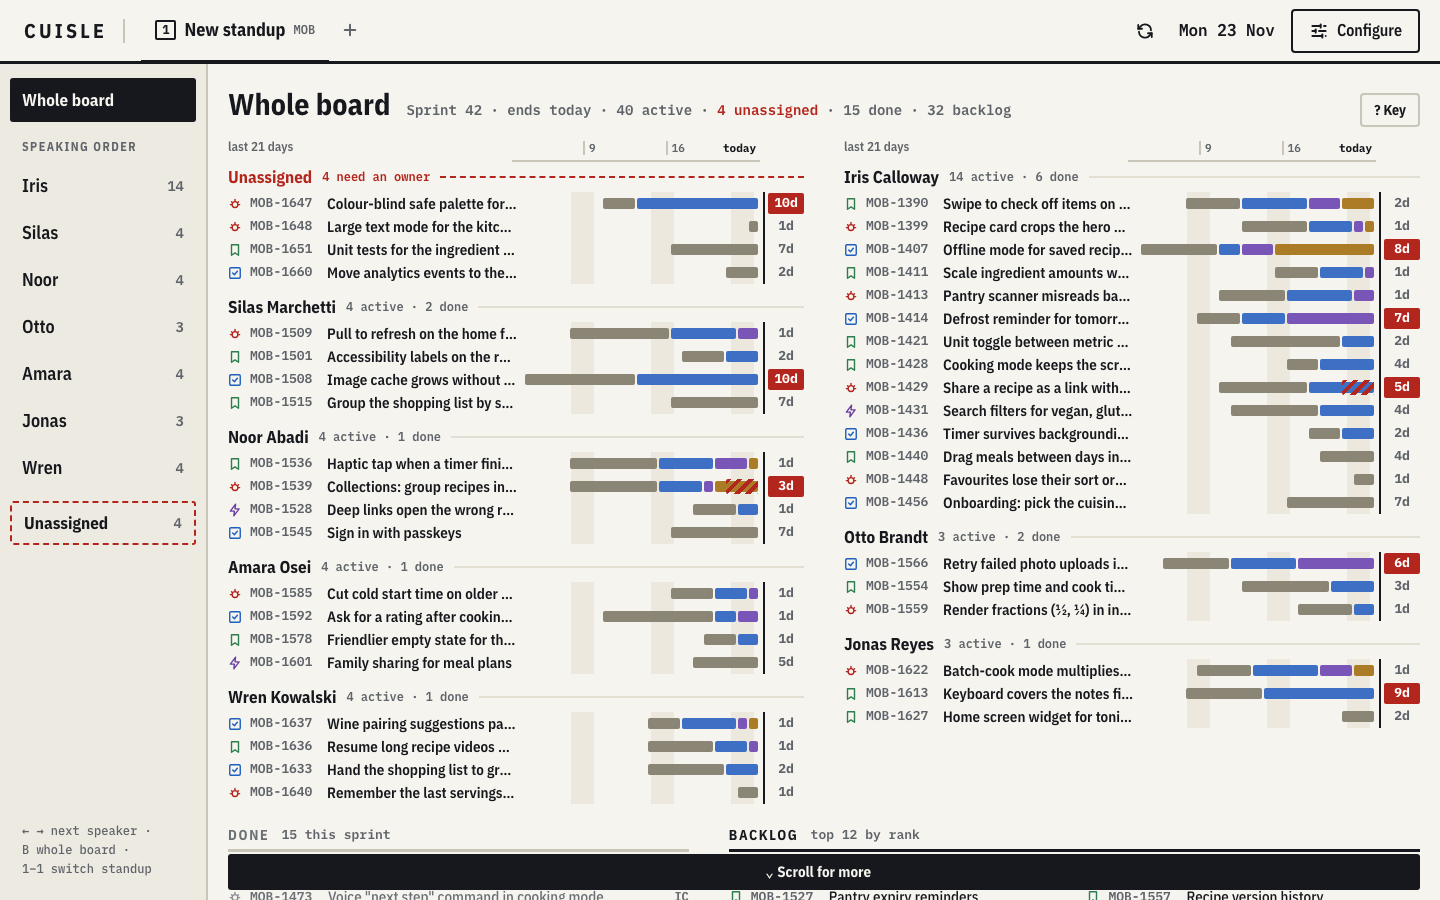 CUISLE
1 New standup MOB
+
Mon 23 Nov
Configure
Whole board
SPEAKING ORDER
Iris 14
Silas 4
Noor 4
Otto 3
Amara 4
Jonas 3
Wren 4
Unassigned 4
← → next speaker ·
B whole board ·
1–1 switch standup
Whole board Sprint 42 · ends today · 40 active · 4 unassigned · 15 done · 32 backlog
? Key
last 21 days 9 16 today
Unassigned 4 need an owner
MOB-1647 Colour-blind safe palette for... 10d
MOB-1648 Large text mode for the kitc... 1d
MOB-1651 Unit tests for the ingredient ... 7d
MOB-1660 Move analytics events to the... 2d
Silas Marchetti 4 active · 2 done
MOB-1509 Pull to refresh on the home f... 1d
MOB-1501 Accessibility labels on the r... 2d
MOB-1508 Image cache grows without ... 10d
MOB-1515 Group the shopping list by s... 7d
Noor Abadi 4 active · 1 done
MOB-1536 Haptic tap when a timer fini... 1d
MOB-1539 Collections: group recipes in... 3d
MOB-1528 Deep links open the wrong r... 1d
MOB-1545 Sign in with passkeys 7d
Amara Osei 4 active · 1 done
MOB-1585 Cut cold start time on older ... 1d
MOB-1592 Ask for a rating after cookin... 1d
MOB-1578 Friendlier empty state for th... 1d
MOB-1601 Family sharing for meal plans 5d
Wren Kowalski 4 active · 1 done
MOB-1637 Wine pairing suggestions pa... 1d
MOB-1636 Resume long recipe videos ... 1d
MOB-1633 Hand the shopping list to gr... 2d
MOB-1640 Remember the last servings... 1d
last 21 days 9 16 today
Iris Calloway 14 active · 6 done
MOB-1390 Swipe to check off items on ... 2d
MOB-1399 Recipe card crops the hero ... 1d
MOB-1407 Offline mode for saved recip... 8d
MOB-1411 Scale ingredient amounts w... 1d
MOB-1413 Pantry scanner misreads ba... 1d
MOB-1414 Defrost reminder for tomorr... 7d
MOB-1421 Unit toggle between metric ... 2d
MOB-1428 Cooking mode keeps the scr... 4d
MOB-1429 Share a recipe as a link with... 5d
MOB-1431 Search filters for vegan, glut... 4d
MOB-1436 Timer survives backgroundi... 2d
MOB-1440 Drag meals between days in... 4d
MOB-1448 Favourites lose their sort or... 1d
MOB-1456 Onboarding: pick the cuisin... 7d
Otto Brandt 3 active · 2 done
MOB-1566 Retry failed photo uploads i... 6d
MOB-1554 Show prep time and cook ti... 3d
MOB-1559 Render fractions (½, ¼) in in... 1d
Jonas Reyes 3 active · 1 done
MOB-1622 Batch-cook mode multiplies... 1d
MOB-1613 Keyboard covers the notes fi... 9d
MOB-1627 Home screen widget for toni... 2d
DONE 15 this sprint
BACKLOG top 12 by rank
Scroll for more
MOB-1473 Voice "next step" command in cooking mode IC
MOB-1527 Pantry expiry reminders
MOB-1557 Recipe version history